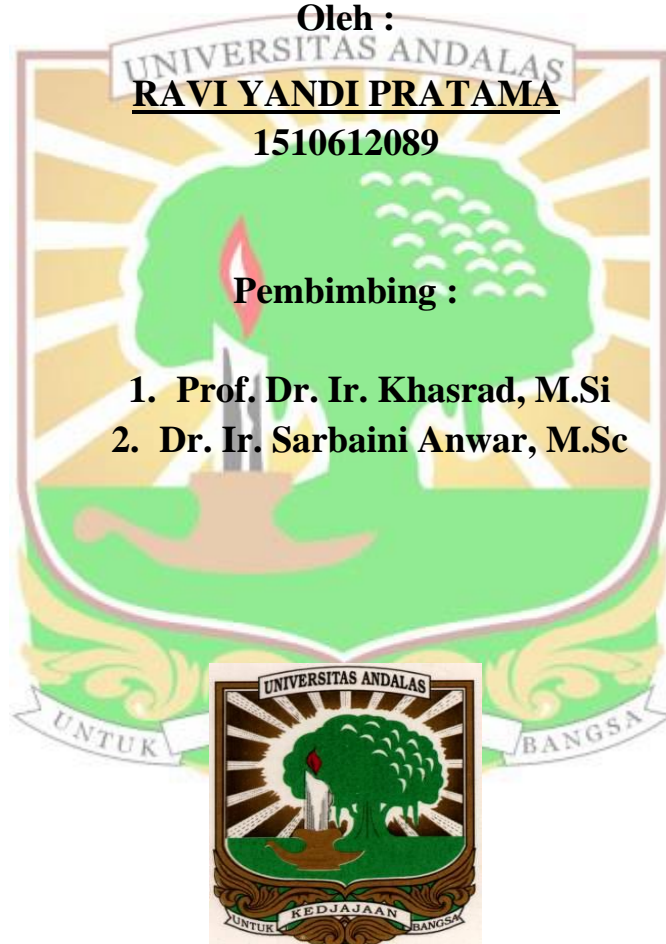 Oleh :
UNIVERSITAS ANDALAS
RAVI YANDI PRATAMA
1510612089
Pembimbing :
1. Prof. Dr. Ir. Khasrad, M.Si
2. Dr. Ir. Sarbaini Anwar, M.Sc
UNIVERSITAS ANDALAS
UNTUK BANGSA
UNTUK KEDJAJAAN BANGSA